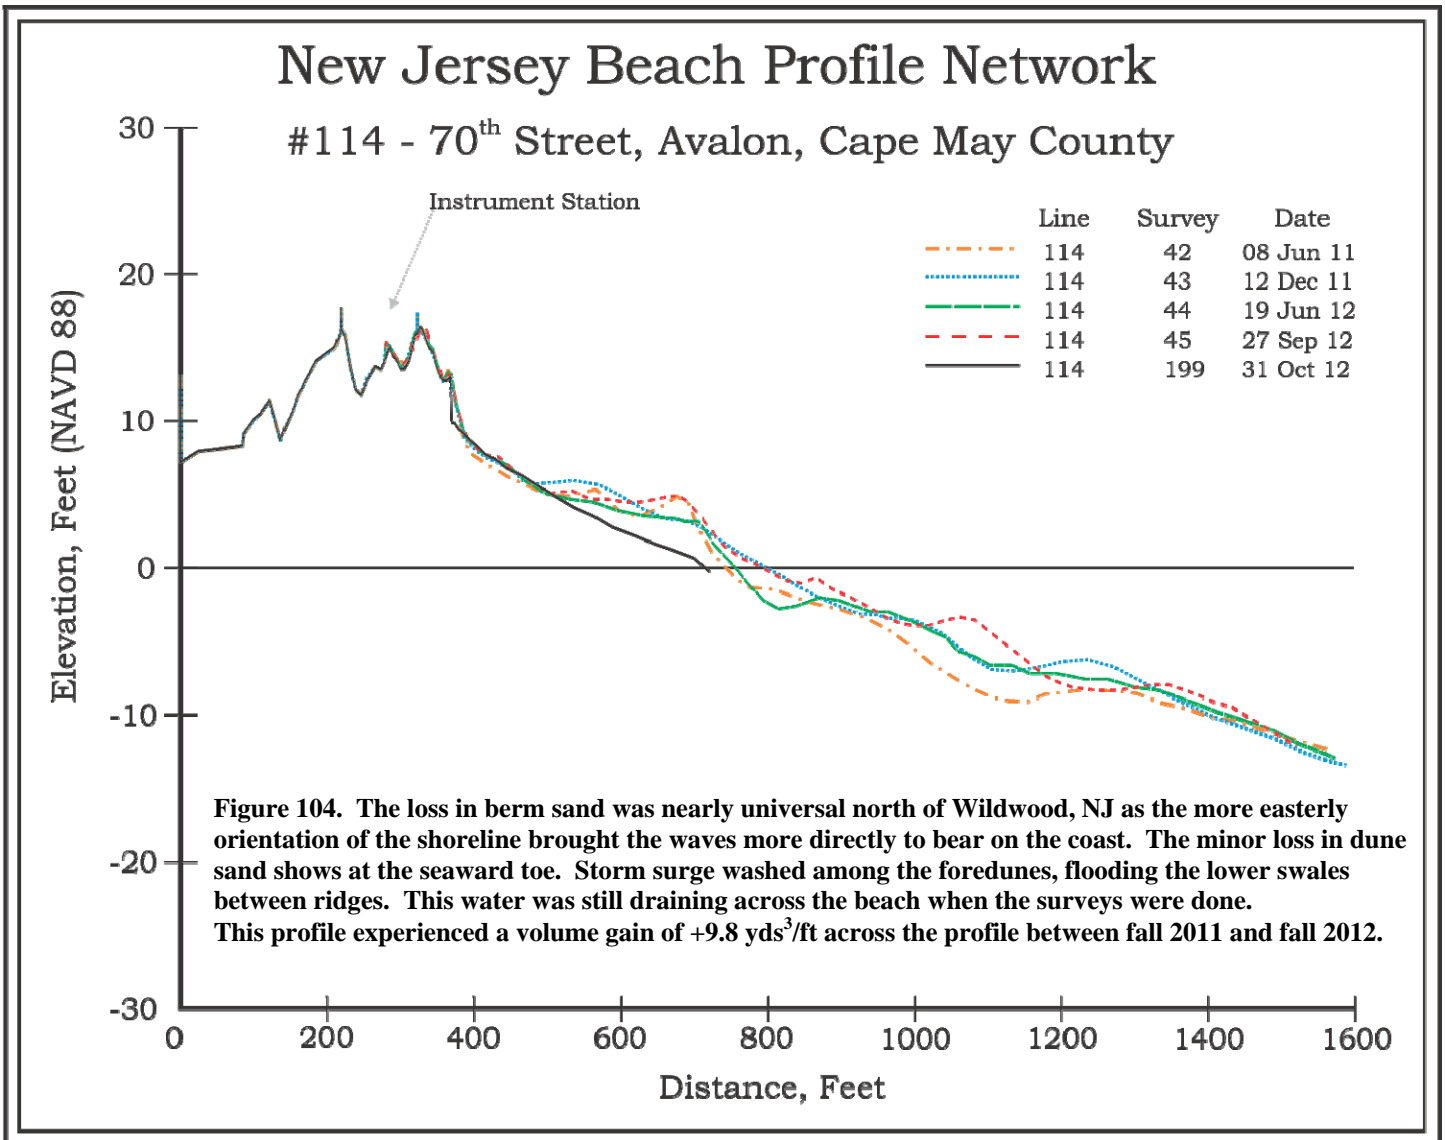 New Jersey Beach Profile Network
#114 - 70th Street, Avalon, Cape May County
Instrument Station
Line Survey Date
114 42 08 Jun 11
114 43 12 Dec 11
114 44 19 Jun 12
114 45 27 Sep 12
114 199 31 Oct 12
Elevation, Feet (NAVD 88)
30
20
10
0
-10
-20
-30
Figure 104. The loss in berm sand was nearly universal north of Wildwood, NJ as the more easterly
orientation of the shoreline brought the waves more directly to bear on the coast. The minor loss in dune
sand shows at the seaward toe. Storm surge washed among the foredunes, flooding the lower swales
between ridges. This water was still draining across the beach when the surveys were done.
This profile experienced a volume gain of +9.8 yds³/ft across the profile between fall 2011 and fall 2012.
0 200 400 600 800 1000 1200 1400 1600
Distance, Feet